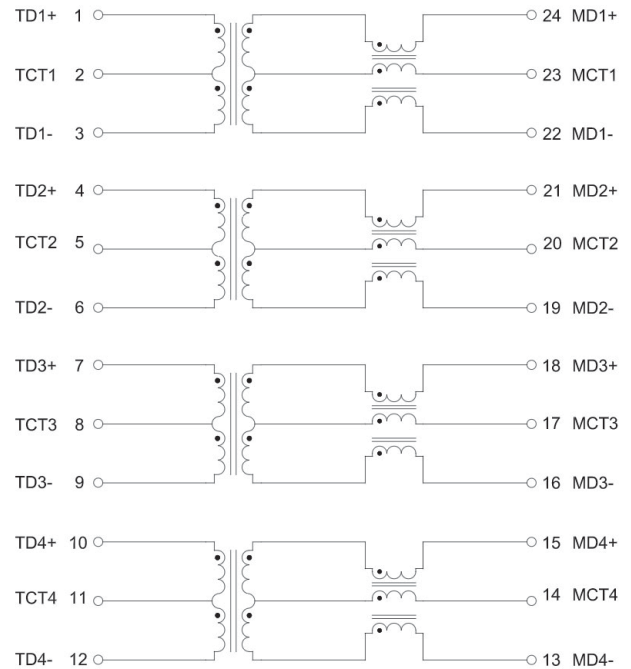 TD1+ 1 24 MD1+
TCT1 2 23 MCT1
TD1- 3 22 MD1-
TD2+ 4 21 MD2+
TCT2 5 20 MCT2
TD2- 6 19 MD2-
TD3+ 7 18 MD3+
TCT3 8 17 MCT3
TD3- 9 16 MD3-
TD4+ 10 15 MD4+
TCT4 11 14 MCT4
TD4- 12 13 MD4-